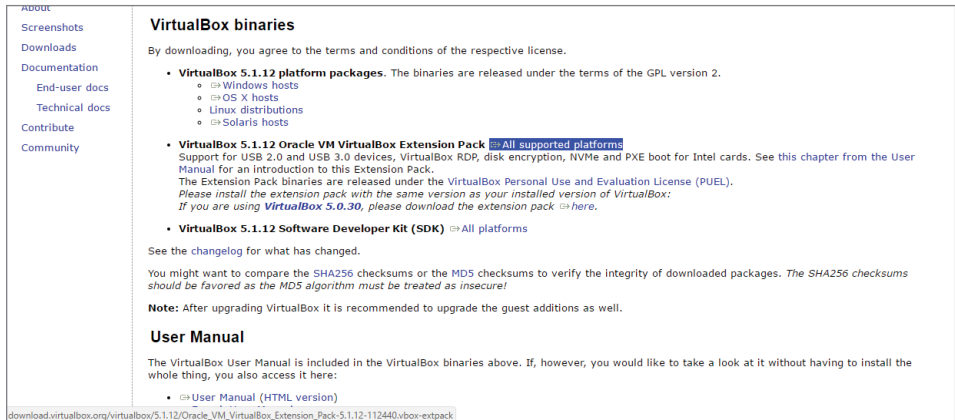 About
Screenshots
Downloads
Documentation
End-user docs
Technical docs
Contribute
Community
VirtualBox binaries
By downloading, you agree to the terms and conditions of the respective license.
• VirtualBox 5.1.12 platform packages. The binaries are released under the terms of the GPL version 2.
Windows hosts
OS X hosts
Linux distributions
Solaris hosts
• VirtualBox 5.1.12 Oracle VM VirtualBox Extension Pack All supported platforms
Support for USB 2.0 and USB 3.0 devices, VirtualBox RDP, disk encryption, NVMe and PXE boot for Intel cards. See this chapter from the User
Manual for an introduction to this Extension Pack.
The Extension Pack binaries are released under the VirtualBox Personal Use and Evaluation License (PUEL).
Please install the extension pack with the same version as your installed version of VirtualBox:
If you are using VirtualBox 5.0.30, please download the extension pack here.
• VirtualBox 5.1.12 Software Developer Kit (SDK) All platforms
See the changelog for what has changed.
You might want to compare the SHA256 checksums or the MD5 checksums to verify the integrity of downloaded packages. The SHA256 checksums
should be favored as the MD5 algorithm must be treated as insecure!
Note: After upgrading VirtualBox it is recommended to upgrade the guest additions as well.
User Manual
The VirtualBox User Manual is included in the VirtualBox binaries above. If, however, you would like to take a look at it without having to install the
whole thing, you also access it here:
• User Manual (HTML version)
download.virtualbox.org/virtualbox/5.1.12/Oracle_VM_VirtualBox_Extension_Pack-5.1.12-112440.vbox-extpack